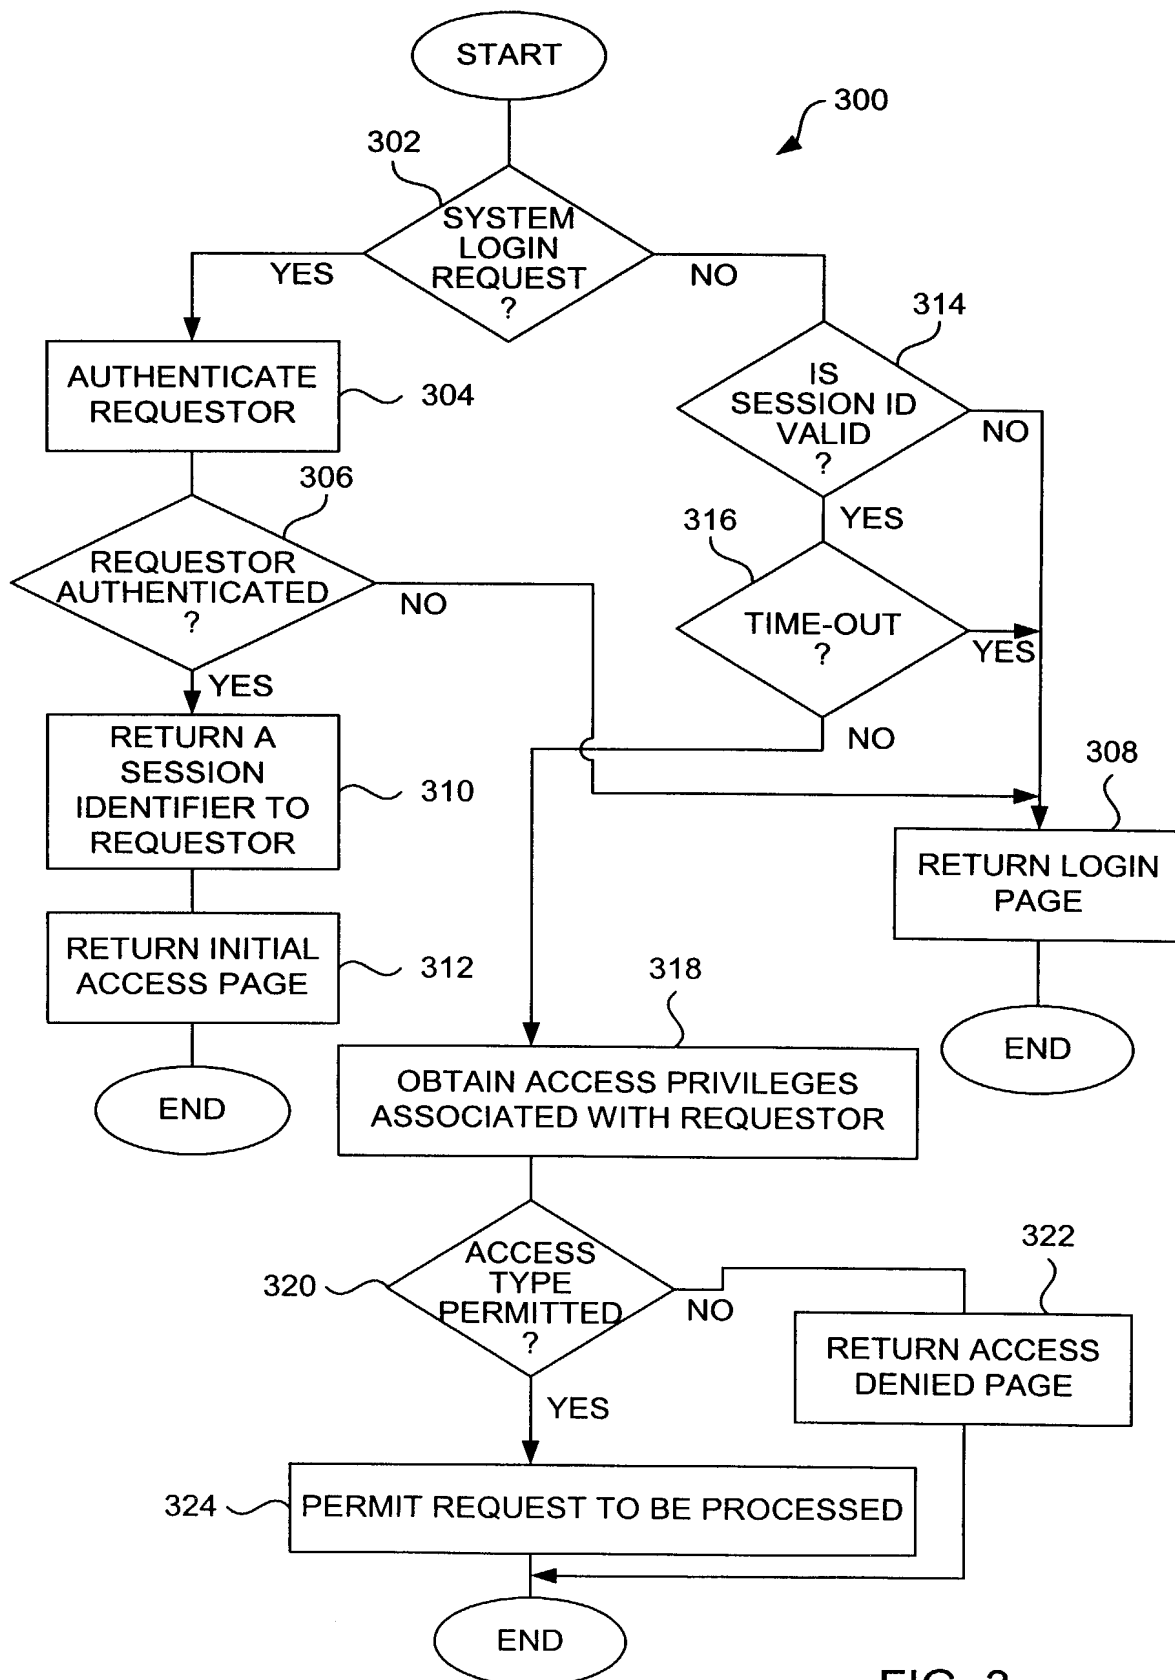 START
300
302
SYSTEM
LOGIN
REQUEST
?
YES
NO
314
AUTHENTICATE
REQUESTOR
304
IS
SESSION ID
VALID
?
NO
306
REQUESTOR
AUTHENTICATED
?
NO
YES
316
YES
TIME-OUT
?
YES
NO
RETURN A
SESSION
IDENTIFIER TO
REQUESTOR
310
308
RETURN LOGIN
PAGE
RETURN INITIAL
ACCESS PAGE
312
318
END
END
OBTAIN ACCESS PRIVILEGES
ASSOCIATED WITH REQUESTOR
320
ACCESS
TYPE
PERMITTED
?
NO
322
RETURN ACCESS
DENIED PAGE
YES
324
PERMIT REQUEST TO BE PROCESSED
END
FIG.